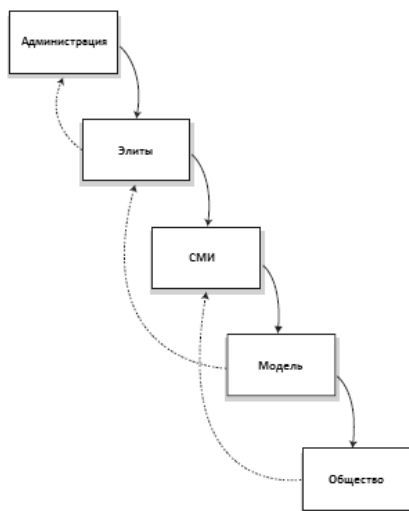 Администрация
Элиты
СМИ
Модель
Общество